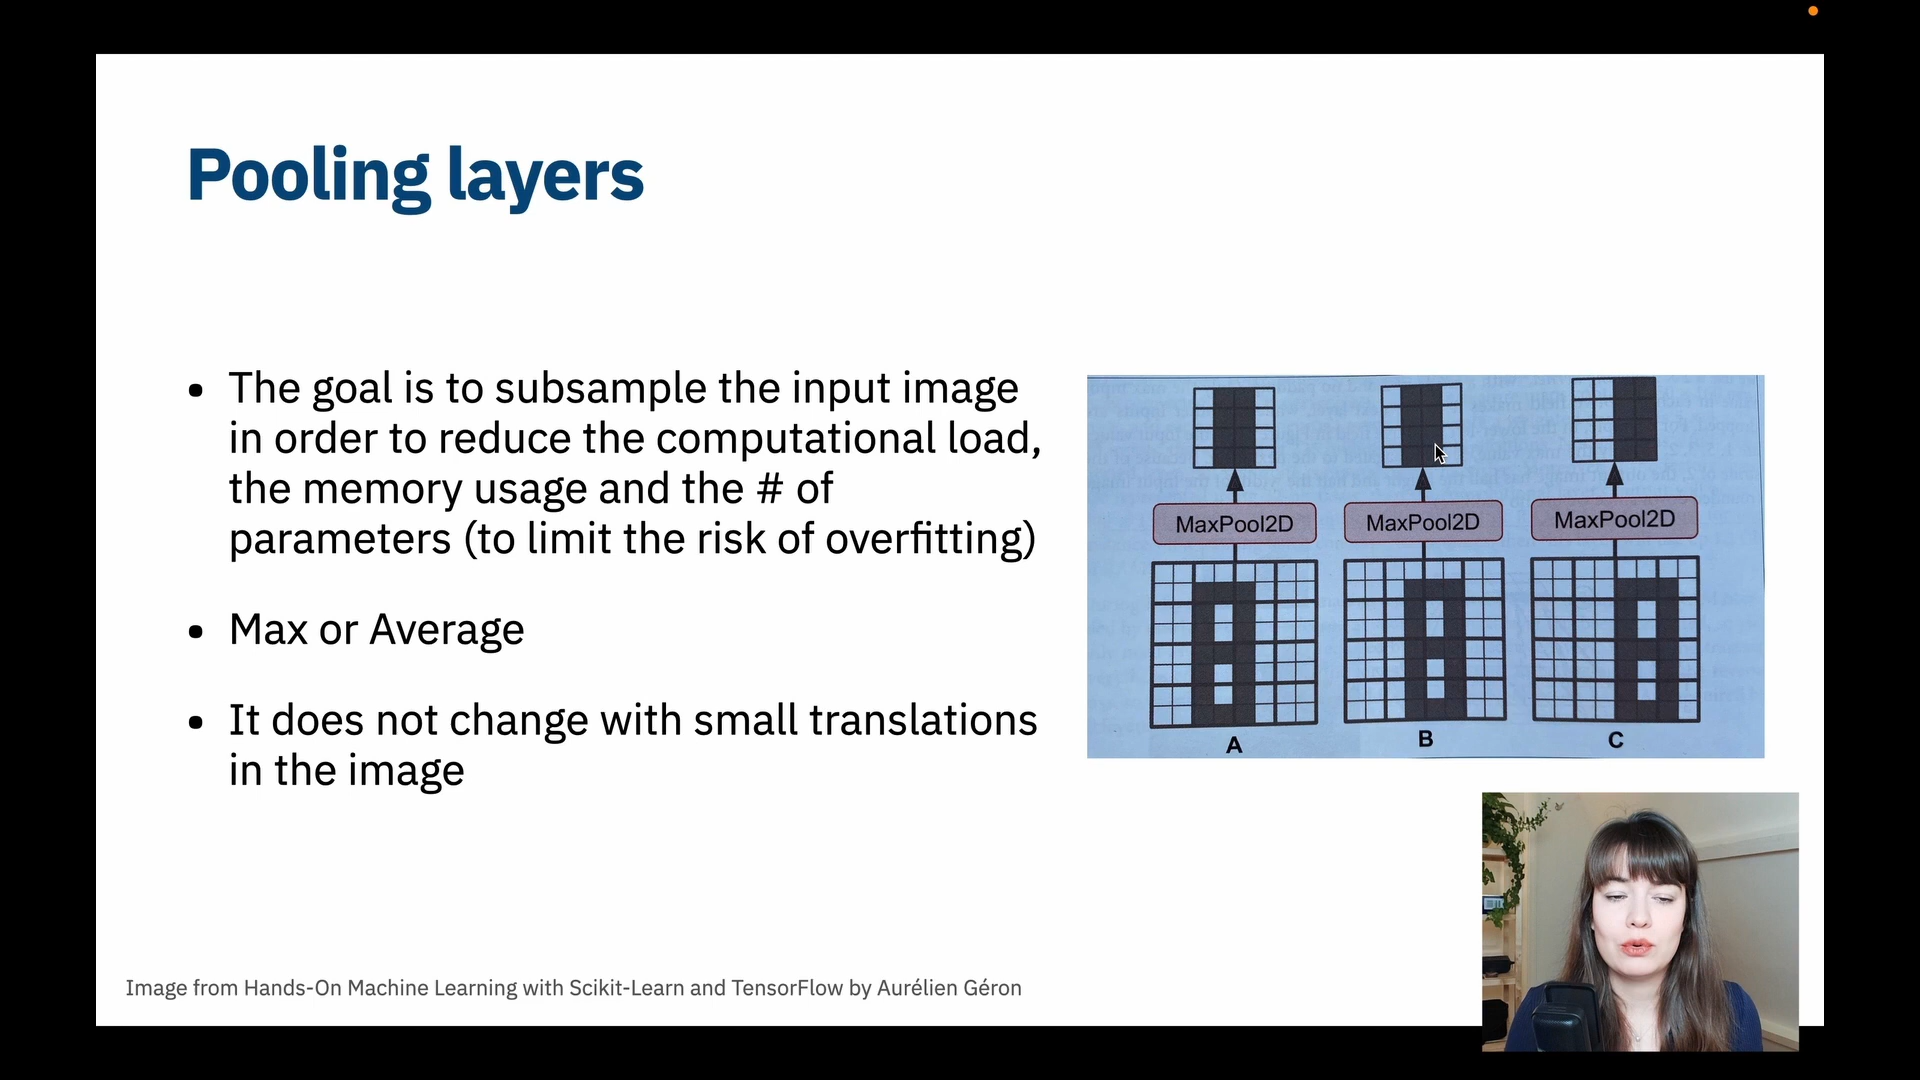 Pooling layers
• The goal is to subsample the input image
in order to reduce the computational load,
the memory usage and the # of
parameters (to limit the risk of overfitting)
• Max or Average
• It does not change with small translations
in the image
MaxPool2D MaxPool2D MaxPool2D
A B C
Image from Hands-On Machine Learning with Scikit-Learn and TensorFlow by Aurélien Géron